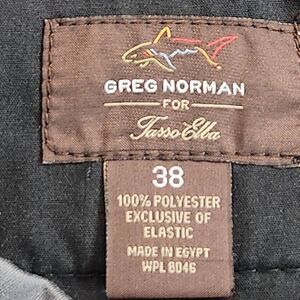 GREG NORMAN
FOR
Tasso Elba
38
100% POLYESTER
EXCLUSIVE OF
ELASTIC
MADE IN EGYPT
WPL 8046